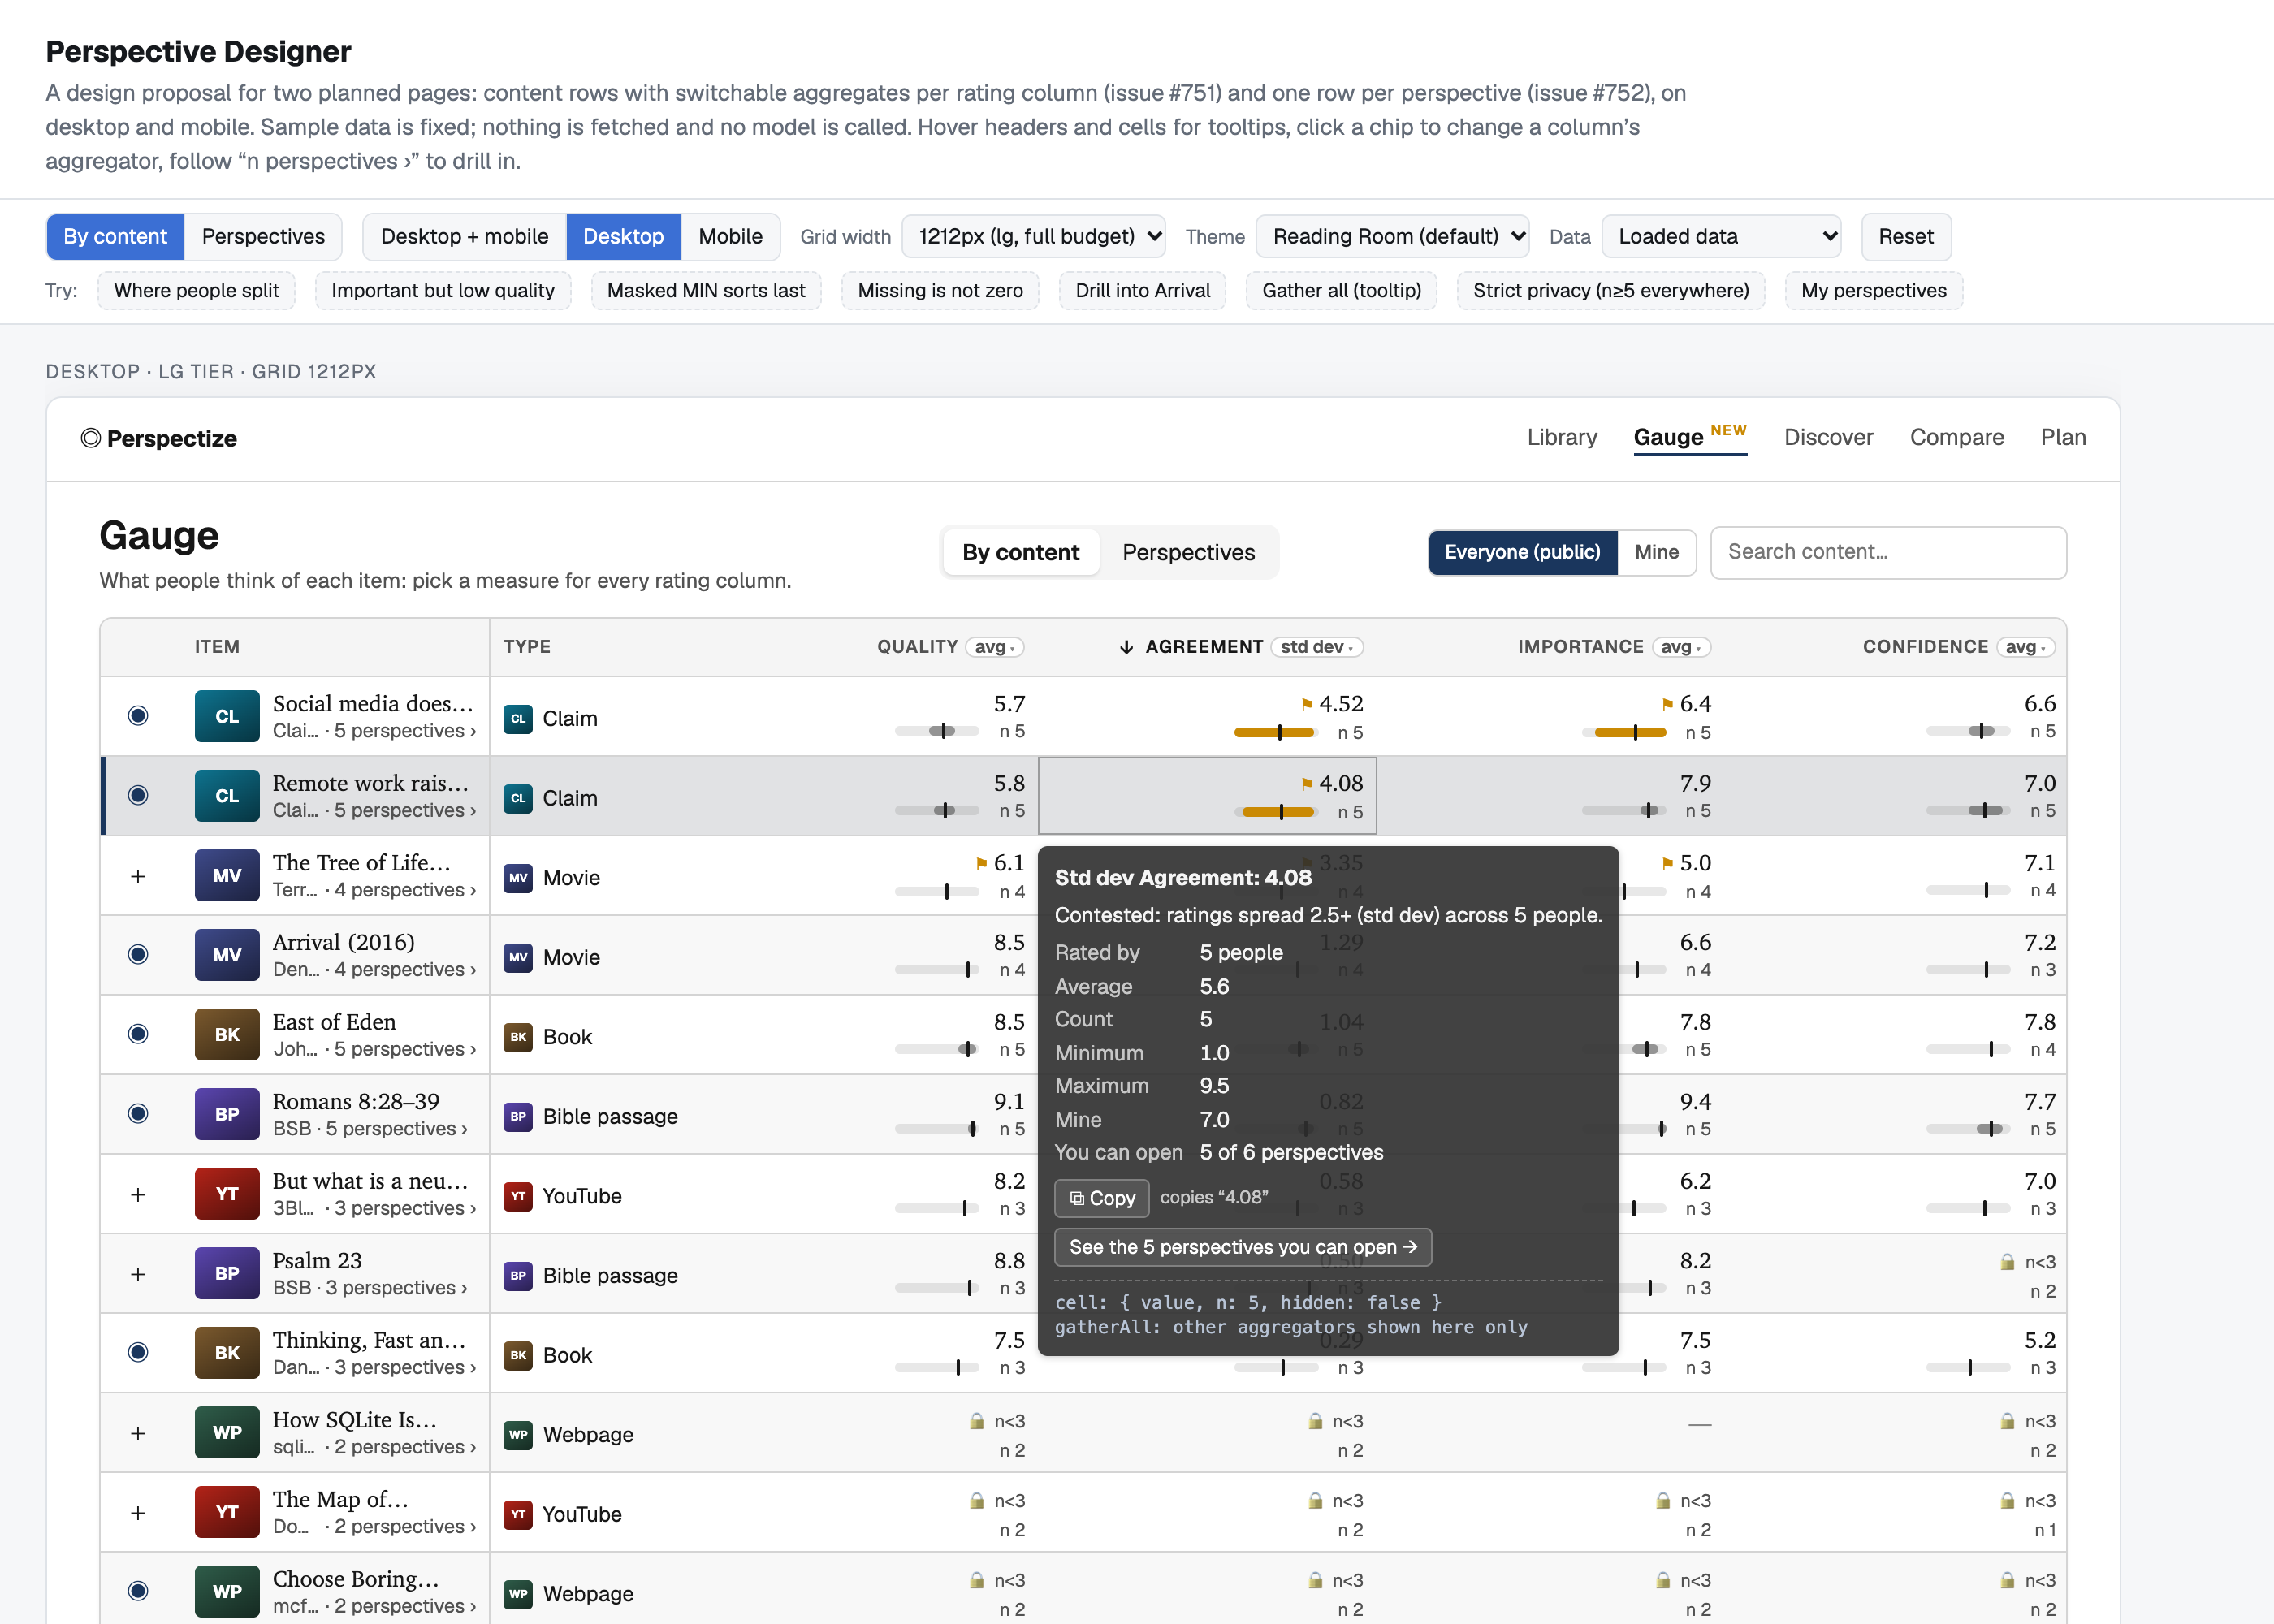 Perspective Designer
A design proposal for two planned pages: content rows with switchable aggregates per rating column (issue #751) and one row per perspective (issue #752), on
desktop and mobile. Sample data is fixed; nothing is fetched and no model is called. Hover headers and cells for tooltips, click a chip to change a column's
aggregator, follow “n perspectives ›” to drill in.
By content Perspectives Desktop + mobile Desktop Mobile Grid width 1212px (lg, full budget) Theme Reading Room (default) Data Loaded data Reset
Try: Where people split Important but low quality Masked MIN sorts last Missing is not zero Drill into Arrival Gather all (tooltip) Strict privacy (n≥5 everywhere) My perspectives
DESKTOP · LG TIER · GRID 1212PX
Perspectize Library Gauge NEW Discover Compare Plan
Gauge
What people think of each item: pick a measure for every rating column.
By content Perspectives Everyone (public) Mine Search content…
ITEM TYPE QUALITY avg ↓ AGREEMENT std dev IMPORTANCE avg CONFIDENCE avg
CL Social media does… CL Claim 5.7 4.52 6.4 6.6
Clai… · 5 perspectives › n 5 n 5 n 5 n 5
CL Remote work rais… CL Claim 5.8 4.08 7.9 7.0
Clai… · 5 perspectives › n 5 n 5 n 5 n 5
+ MV The Tree of Life… MV Movie 6.1 3.35 5.0 7.1
Terr… · 4 perspectives › n 4 n 4 n 4 n 4
MV Arrival (2016) MV Movie 8.5 1.29 6.6 7.2
Den… · 4 perspectives › n 4 n 4 n 4 n 3
BK East of Eden BK Book 8.5 1.04 7.8 7.8
Joh… · 5 perspectives › n 5 n 5 n 5 n 4
BP Romans 8:28–39 BP Bible passage 9.1 0.82 9.4 7.7
BSB · 5 perspectives › n 5 n 5 n 5 n 5
+ YT But what is a neu… YT YouTube 8.2 0.58 6.2 7.0
3Bl… · 3 perspectives › n 3 n 3 n 3 n 3
+ BP Psalm 23 BP Bible passage 8.8 0.50 8.2 n<3
BSB · 3 perspectives › n 3 n 3 n 3 n 2
BK Thinking, Fast an… BK Book 7.5 0.29 7.5 5.2
Dan… · 3 perspectives › n 3 n 3 n 3 n 3
+ WP How SQLite Is… WP Webpage n<3 n<3 — n<3
sqli… · 2 perspectives › n 2 n 2 n 2
+ YT The Map of… YT YouTube n<3 n<3 n<3 n<3
Do… · 2 perspectives › n 2 n 2 n 2 n 1
WP Choose Boring… WP Webpage n<3 n<3 n<3 n<3
mcf… · 2 perspectives › n 2 n 2 n 2 n 2
Std dev Agreement: 4.08
Contested: ratings spread 2.5+ (std dev) across 5 people.
Rated by 5 people
Average 5.6
Count 5
Minimum 1.0
Maximum 9.5
Mine 7.0
You can open 5 of 6 perspectives
Copy copies “4.08”
See the 5 perspectives you can open →
cell: { value, n: 5, hidden: false }
gatherAll: other aggregators shown here only